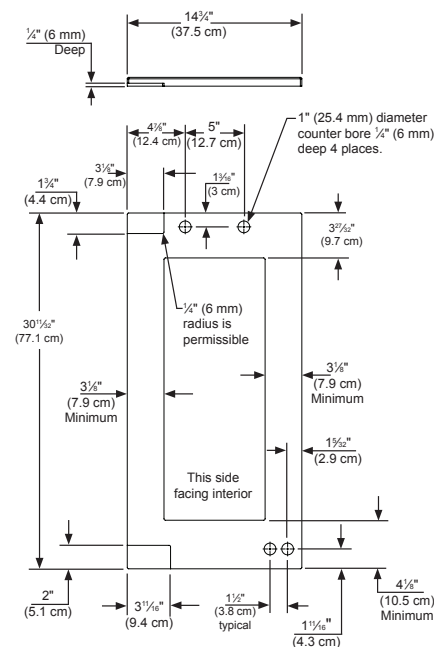 14¾"
(37.5 cm)
¼" (6 mm)
Deep
4⅞"
(12.4 cm)
5"
(12.7 cm)
1" (25.4 mm) diameter
counter bore ¼" (6 mm)
deep 4 places.
3⅛"
(7.9 cm)
1³⁄₁₆"
(3 cm)
1¾"
(4.4 cm)
3²⁷⁄₃₂"
(9.7 cm)
¼" (6 mm)
radius is
permissible
30¹¹⁄₃₂"
(77.1 cm)
3⅛"
(7.9 cm)
Minimum
3⅛"
(7.9 cm)
Minimum
1⁵⁄₃₂"
(2.9 cm)
This side
facing interior
2"
(5.1 cm)
3¹¹⁄₁₆"
(9.4 cm)
1½"
(3.8 cm)
typical
1¹¹⁄₁₆"
(4.3 cm)
4⅛"
(10.5 cm)
Minimum